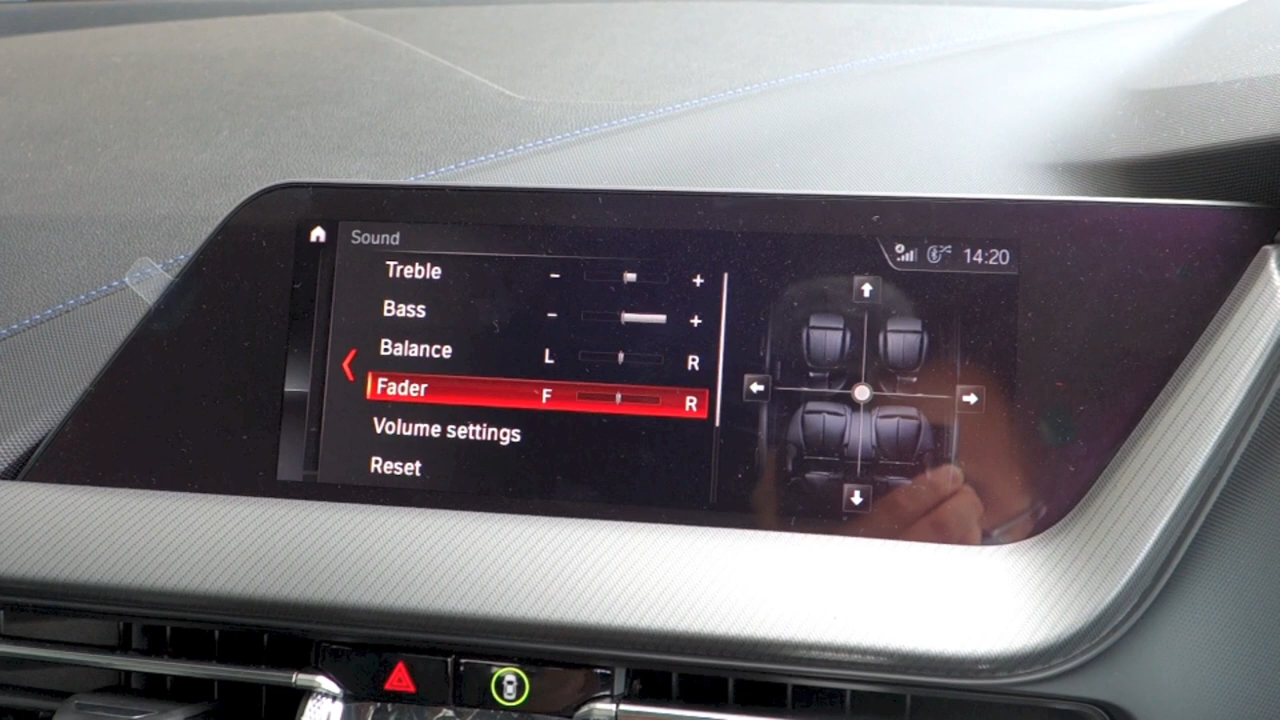 Sound
14:20
Treble - +
Bass - +
Balance L R
Fader F R
Volume settings
Reset